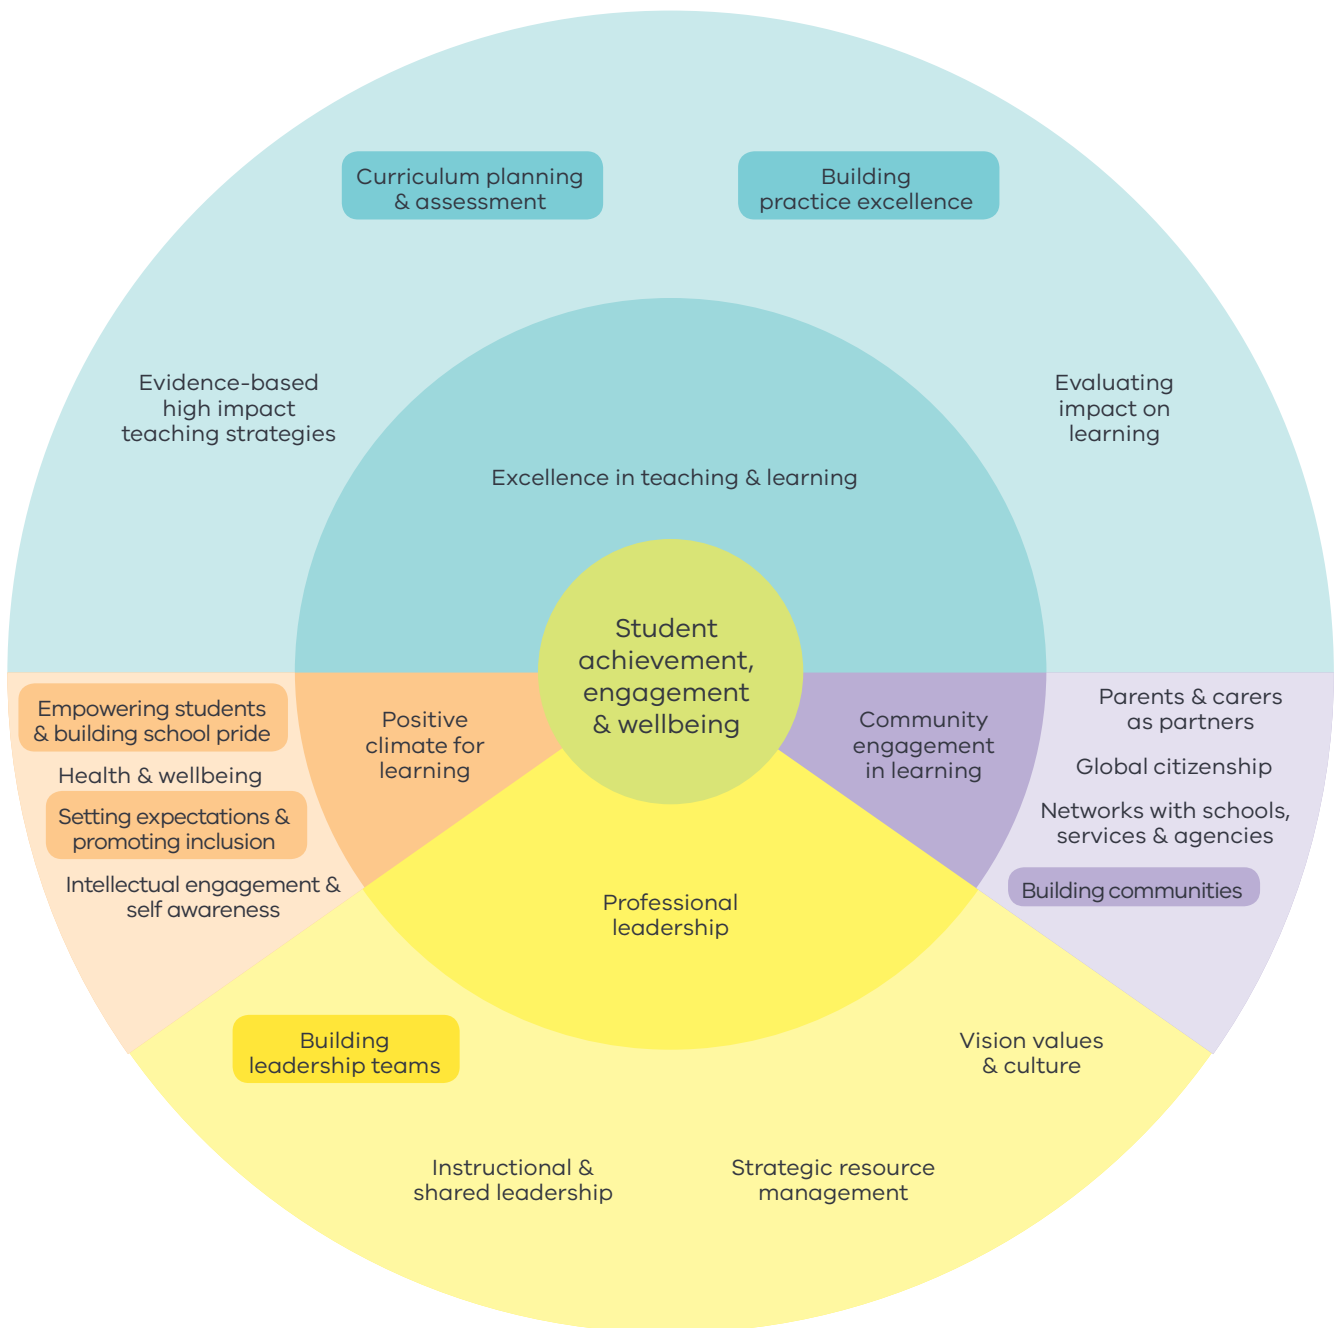 Curriculum planning
& assessment
Building
practice excellence
Evidence-based
high impact
teaching strategies
Evaluating
impact on
learning
Excellence in teaching & learning
Student
achievement,
engagement
& wellbeing
Empowering students
& building school pride
Health & wellbeing
Setting expectations &
promoting inclusion
Intellectual engagement &
self awareness
Positive
climate for
learning
Community
engagement
in learning
Parents & carers
as partners
Global citizenship
Networks with schools,
services & agencies
Building communities
Professional
leadership
Building
leadership teams
Vision values
& culture
Instructional &
shared leadership
Strategic resource
management